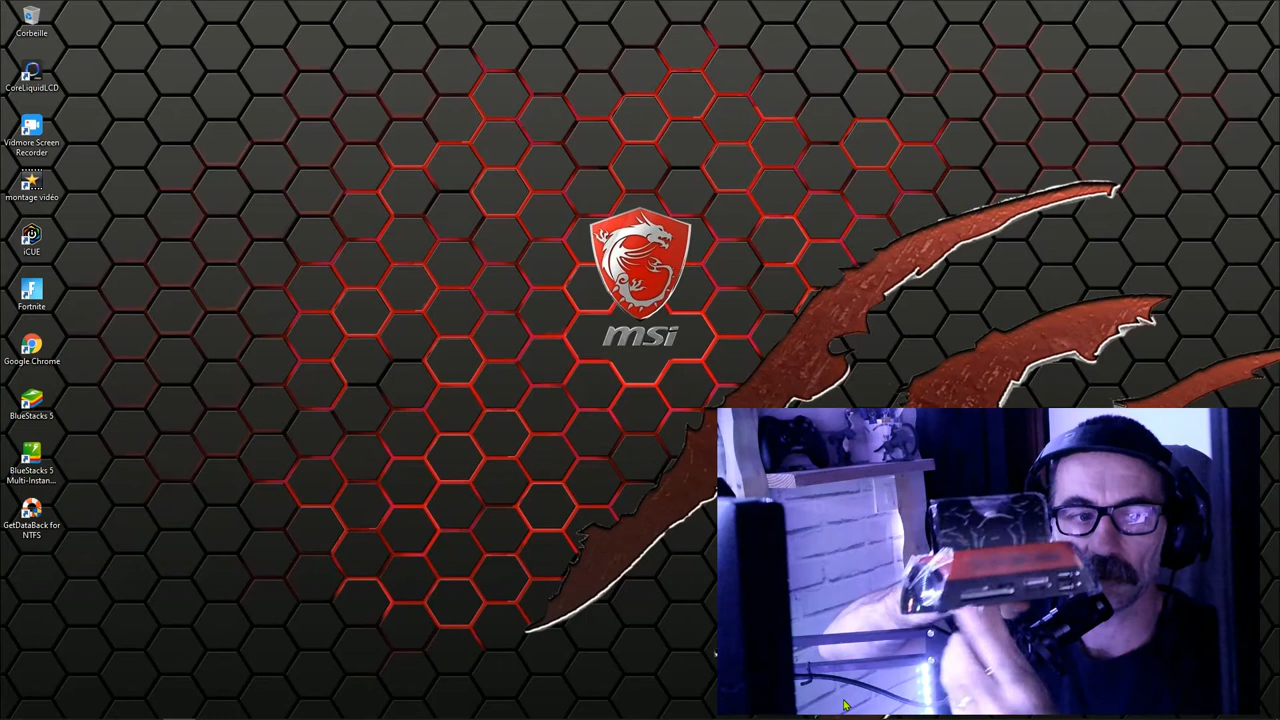 Corbeille
CoreLiquidLCD
Vidmore Screen
Recorder
montage vidéo
iCUE
Fortnite
Google Chrome
BlueStacks 5
BlueStacks 5
Multi-Instan...
GetDataBack for
NTFS
msi